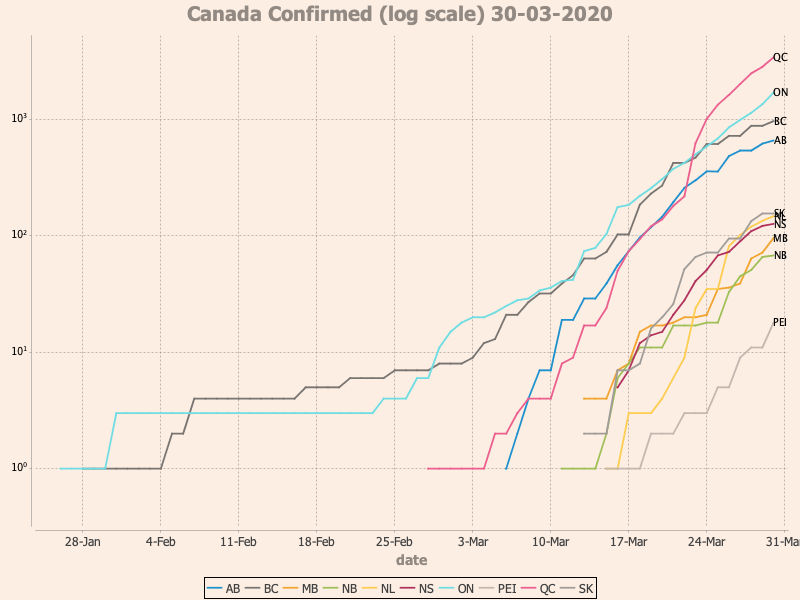 Canada Confirmed (log scale) 30-03-2020
QC
10³
ON
BC
AB
10²
SK
NL
NS
MB
NB
10¹
PEI
10⁰
28-Jan 4-Feb 11-Feb 18-Feb 25-Feb 3-Mar 10-Mar 17-Mar 24-Mar 31-Ma
date
AB BC MB NB NL NS ON PEI QC SK